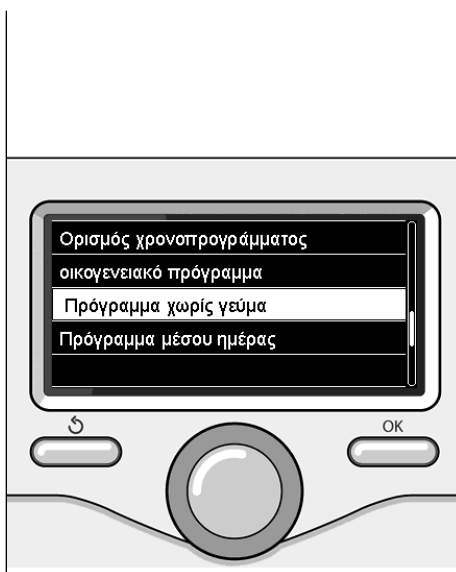 Ορισμός χρονοπρογράμματος
οικογενειακό πρόγραμμα
Πρόγραμμα χωρίς γεύμα
Πρόγραμμα μέσου ημέρας
OK